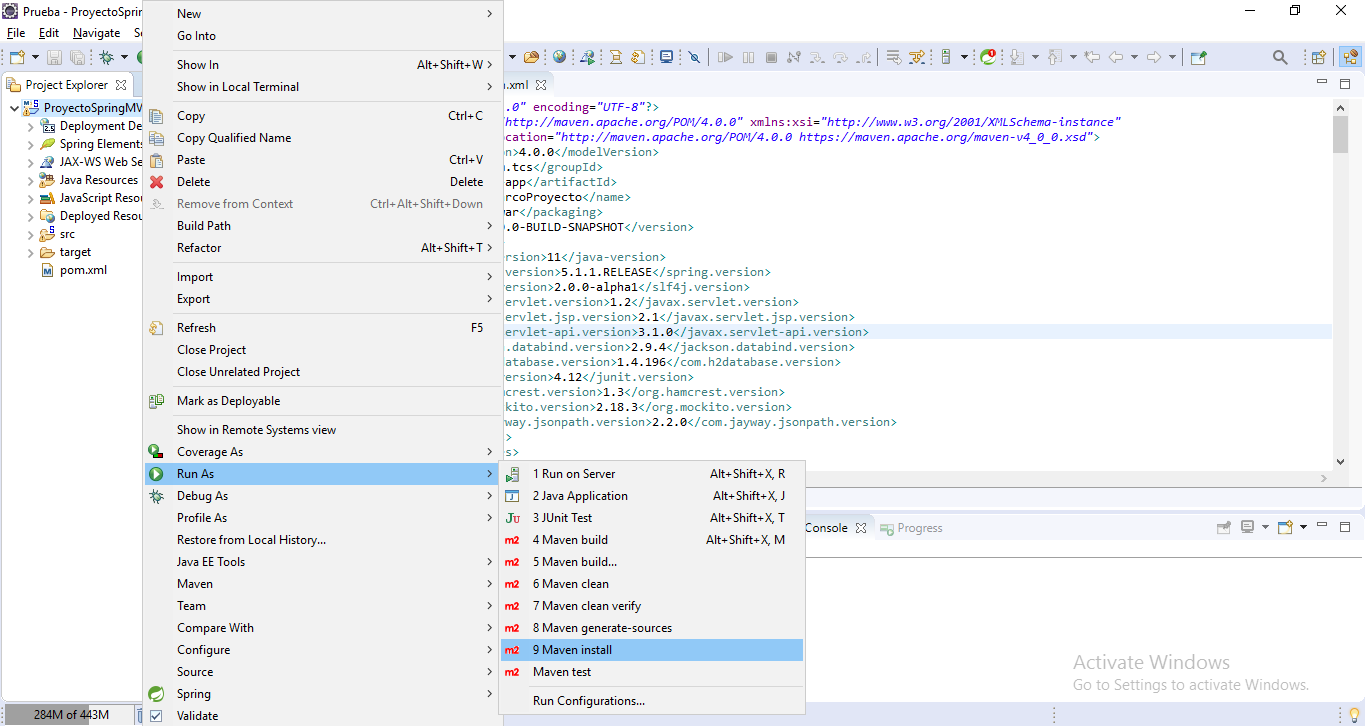 Prueba - ProyectoSprin
File Edit Navigate S
Project Explorer
ProyectoSpringMV
Deployment De
Spring Elements
JAX-WS Web Se
Java Resources
JavaScript Resou
Deployed Resou
src
target
pom.xml
284M of 443M
New
Go Into
Show In Alt+Shift+W >
Show in Local Terminal
Copy Ctrl+C
Copy Qualified Name
Paste Ctrl+V
Delete Delete
Remove from Context Ctrl+Alt+Shift+Down
Build Path
Refactor Alt+Shift+T >
Import
Export
Refresh F5
Close Project
Close Unrelated Project
Mark as Deployable
Show in Remote Systems view
Coverage As
Run As
Debug As
Profile As
Restore from Local History...
Java EE Tools
Maven
Team
Compare With
Configure
Source
Spring
Validate
1 Run on Server Alt+Shift+X, R
2 Java Application Alt+Shift+X, J
3 JUnit Test Alt+Shift+X, T
m2 4 Maven build Alt+Shift+X, M
m2 5 Maven build...
m2 6 Maven clean
m2 7 Maven clean verify
m2 8 Maven generate-sources
m2 9 Maven install
m2 Maven test
Run Configurations...
.xml
.0" encoding="UTF-8"?>
http://maven.apache.org/POM/4.0.0" xmlns:xsi="http://www.w3.org/2001/XMLSchema-instance"
cation="http://maven.apache.org/POM/4.0.0 https://maven.apache.org/maven-v4_0_0.xsd">
n>4.0.0</modelVersion>
.tcs</groupId>
app</artifactId>
rcoProyecto</name>
ar</packaging>
.0-BUILD-SNAPSHOT</version>
rsion>11</java-version>
version>5.1.1.RELEASE</spring.version>
ersion>2.0.0-alpha1</slf4j.version>
ervlet.version>1.2</javax.servlet.version>
ervlet.jsp.version>2.1</javax.servlet.jsp.version>
ervlet-api.version>3.1.0</javax.servlet-api.version>
.databind.version>2.9.4</jackson.databind.version>
atabase.version>1.4.196</com.h2database.version>
ersion>4.12</junit.version>
mcrest.version>1.3</org.hamcrest.version>
kito.version>2.18.3</org.mockito.version>
way.jsonpath.version>2.2.0</com.jayway.jsonpath.version>
>
s>
Console Progress
Activate Windows
Go to Settings to activate Windows.